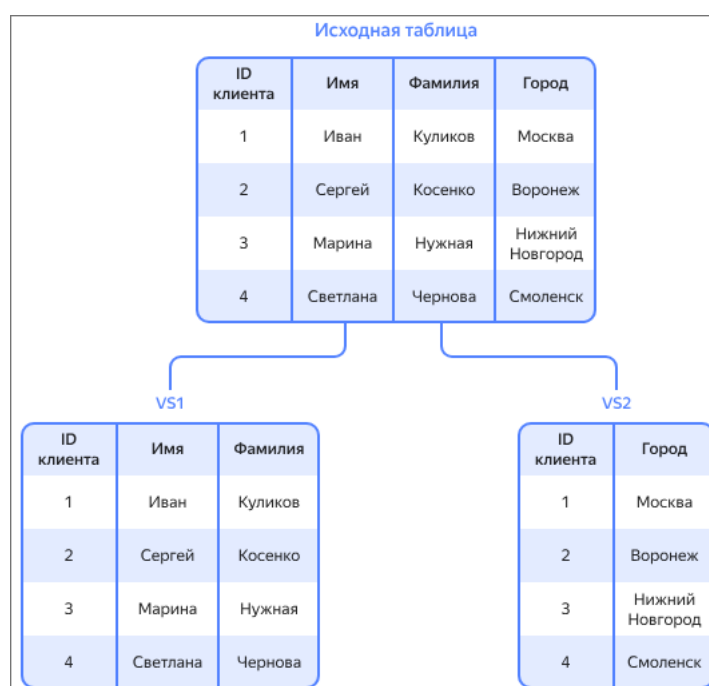 Исходная таблица
ID клиента Имя Фамилия Город
1 Иван Куликов Москва
2 Сергей Косенко Воронеж
3 Марина Нужная Нижний Новгород
4 Светлана Чернова Смоленск
VS1
ID клиента Имя Фамилия
1 Иван Куликов
2 Сергей Косенко
3 Марина Нужная
4 Светлана Чернова
VS2
ID клиента Город
1 Москва
2 Воронеж
3 Нижний Новгород
4 Смоленск